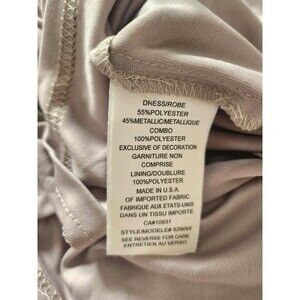 DRESS/ROBE
55%POLYESTER
45%METALLIC/METALLIQUE
COMBO
100%POLYESTER
EXCLUSIVE OF DECORATION
GARNITURE NON
COMPRISE
LINING/DOUBLURE
100%POLYESTER
MADE IN U.S.A.
OF IMPORTED FABRIC
FABRIQUE AUX ETATS-UNIS
DANS UN TISSU IMPORTE
CA#10931
STYLE/MODELE# 5260W
SEE REVERSE FOR CARE
ENTRETIEN AU VERSO